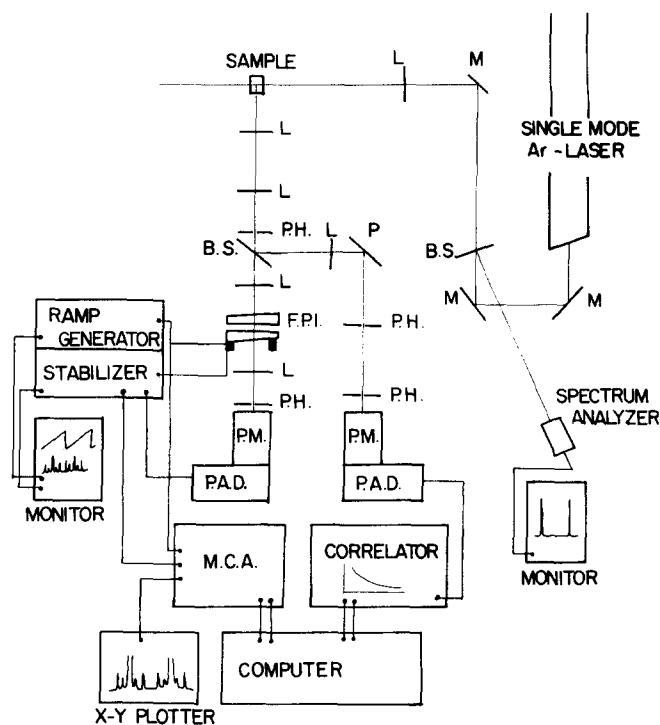 SAMPLE
L
M
SINGLE MODE
Ar-LASER
L
L
P.H.
B.S.
L
P
B.S.
L
M
M
RAMP
GENERATOR
F.P.I.
P.H.
STABILIZER
L
P.H.
P.H.
SPECTRUM
ANALYZER
P.M.
P.M.
P.A.D.
P.A.D.
MONITOR
M.C.A.
CORRELATOR
MONITOR
COMPUTER
X-Y PLOTTER